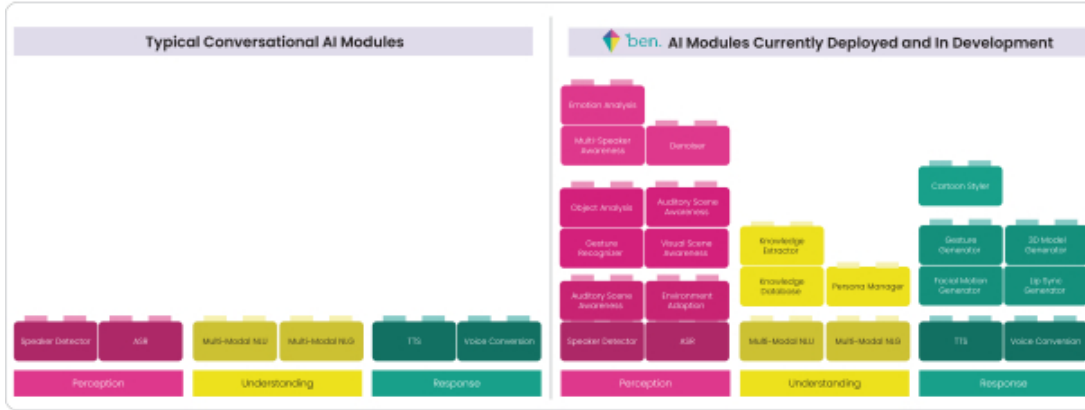 Typical Conversational AI Modules
Speaker Detector
ASR
Multi-Modal NLU
Multi-Modal NLG
TTS
Voice Conversion
Perception
Understanding
Response
ben. AI Modules Currently Deployed and In Development
Emotion Analysis
Multi-Speaker
Awareness
Denoiser
Object Analysis
Auditory Scene
Awareness
Gesture
Recognizer
Visual Scene
Awareness
Auditory Scene
Awareness
Environment
Adaption
Speaker Detector
ASR
Knowledge
Extractor
Knowledge
Database
Persona Manager
Multi-Modal NLU
Multi-Modal NLG
Cartoon Styler
Gesture
Generator
3D Model
Generator
Facial Motion
Generator
Lip Sync
Generator
TTS
Voice Conversion
Perception
Understanding
Response